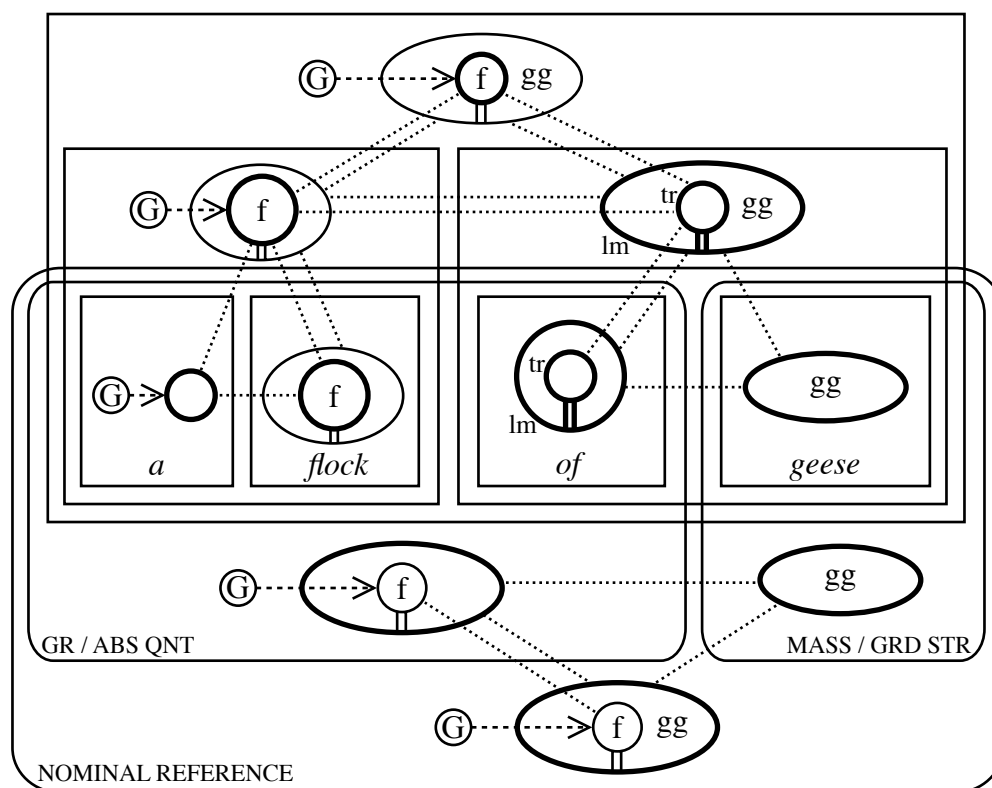 G f gg
G f tr gg
lm
G f tr gg
lm
a flock of geese
G f gg
GR / ABS QNT MASS / GRD STR
G f gg
NOMINAL REFERENCE